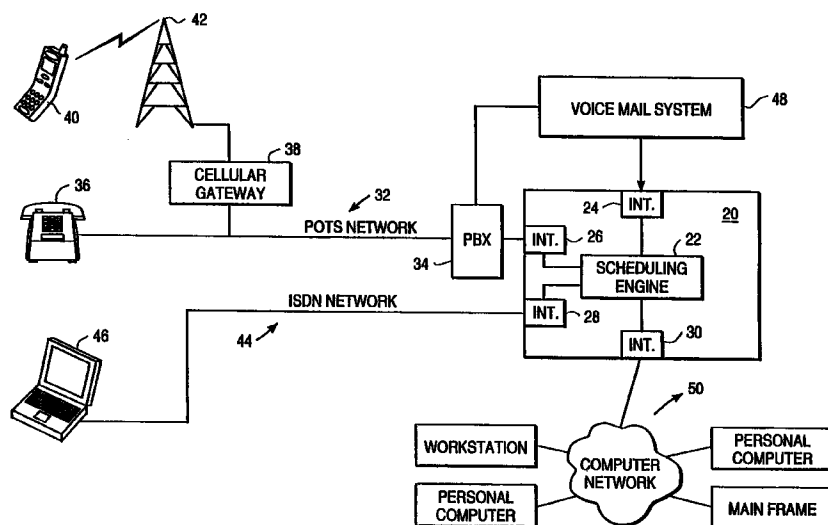 42
40
VOICE MAIL SYSTEM
48
38
CELLULAR
GATEWAY
36
32
POTS NETWORK
PBX
34
24
INT.
20
INT.
26
22
SCHEDULING
ENGINE
ISDN NETWORK
44
INT.
28
INT.
30
46
50
WORKSTATION
PERSONAL
COMPUTER
COMPUTER
NETWORK
PERSONAL
COMPUTER
MAIN FRAME